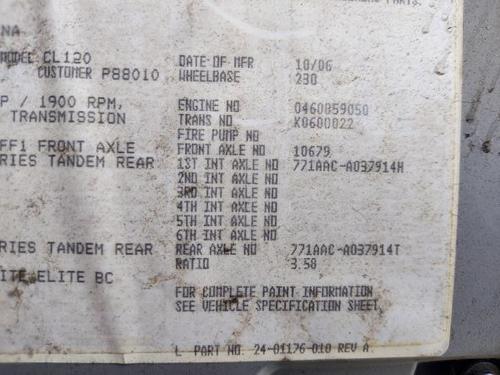 PARTS.
NA
MODEL CL120 DATE OF MFR 10/06
CUSTOMER P88010 WHEELBASE 230
P / 1900 RPM, ENGINE NO 0460859050
TRANSMISSION TRANS NO K0600022
FIRE PUMP NO
FF1 FRONT AXLE FRONT AXLE NO 10679
RIES TANDEM REAR 1ST INT AXLE NO 771AAC-A037914H
2ND INT AXLE NO
3RD INT AXLE NO
4TH INT AXLE NO
5TH INT AXLE NO
6TH INT AXLE NO
RIES TANDEM REAR REAR AXLE NO 771AAC-A037914T
RATIO 3.58
ITE ELITE BC
FOR COMPLETE PAINT INFORMATION
SEE VEHICLE SPECIFICATION SHEET.
L PART NO. 24-01176-010 REV A